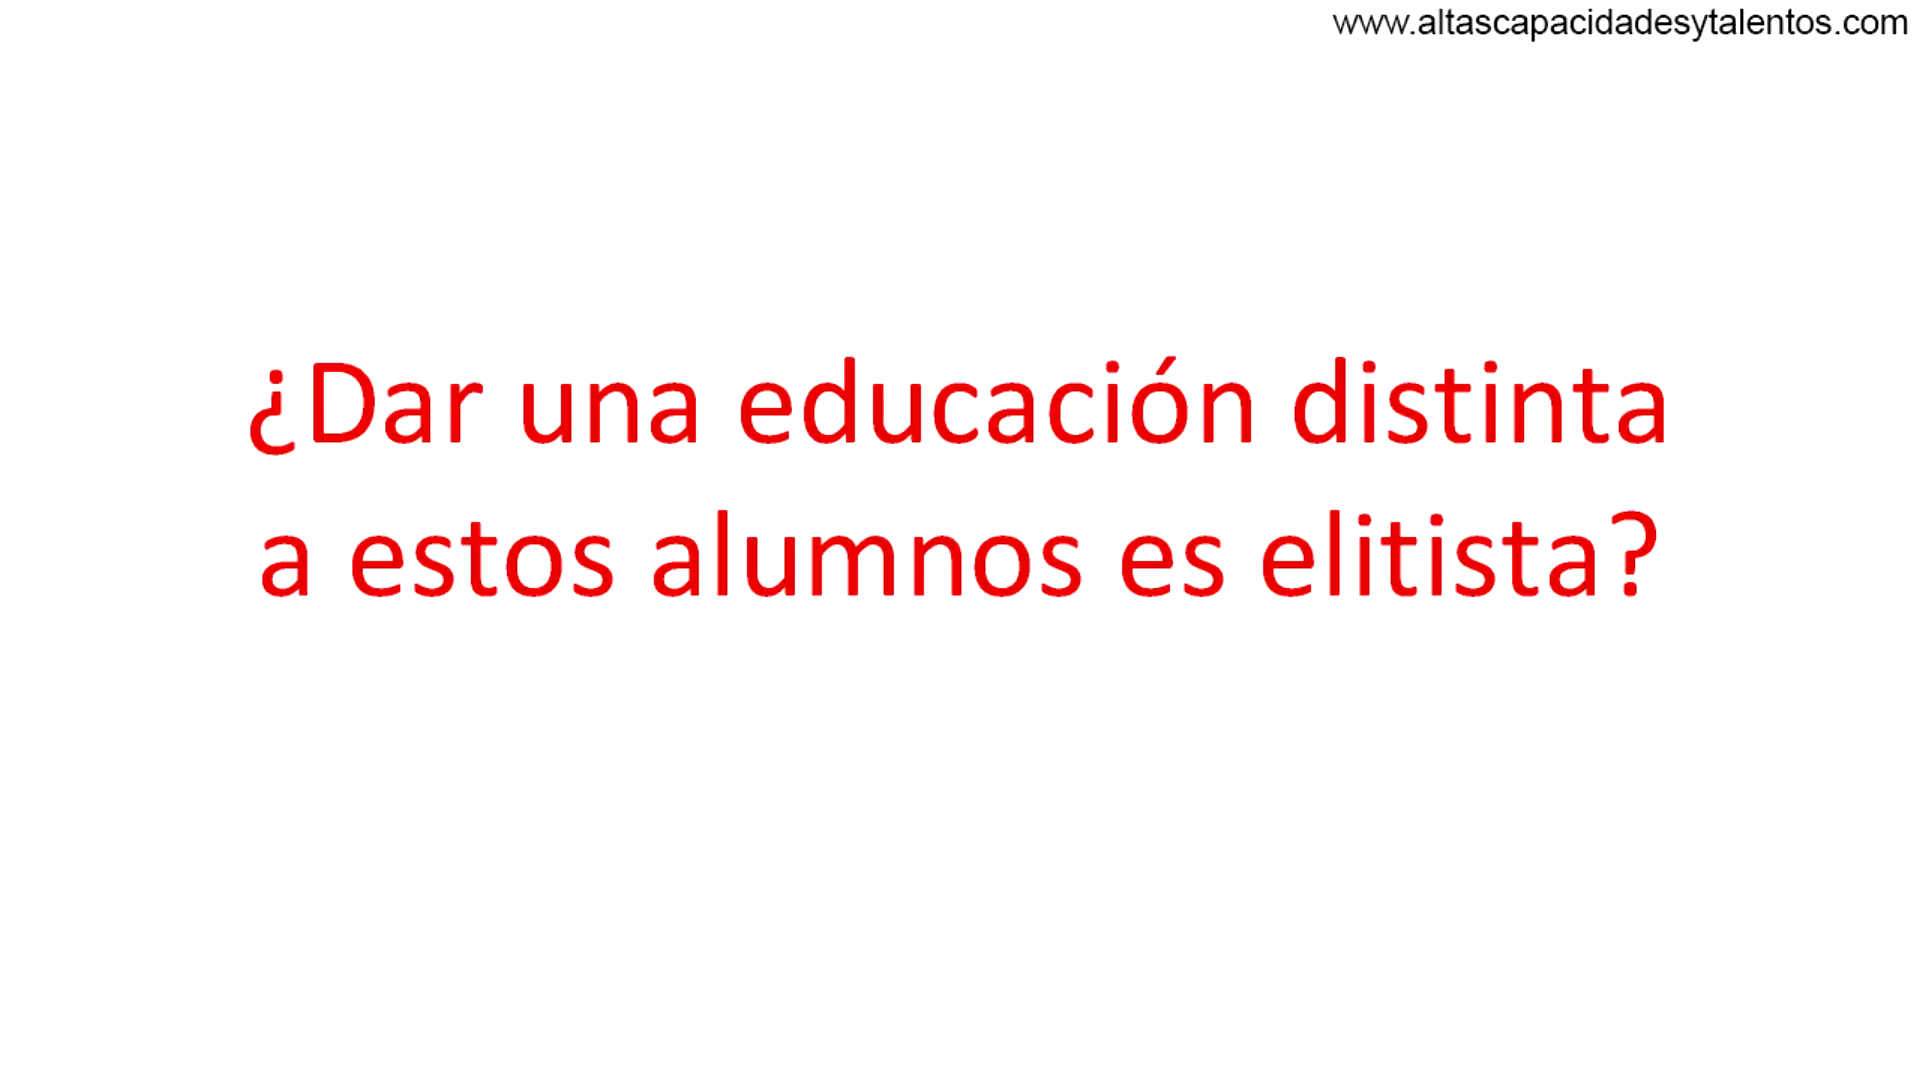 www.altascapacidadesytalentos.com
¿Dar una educación distinta
a estos alumnos es elitista?